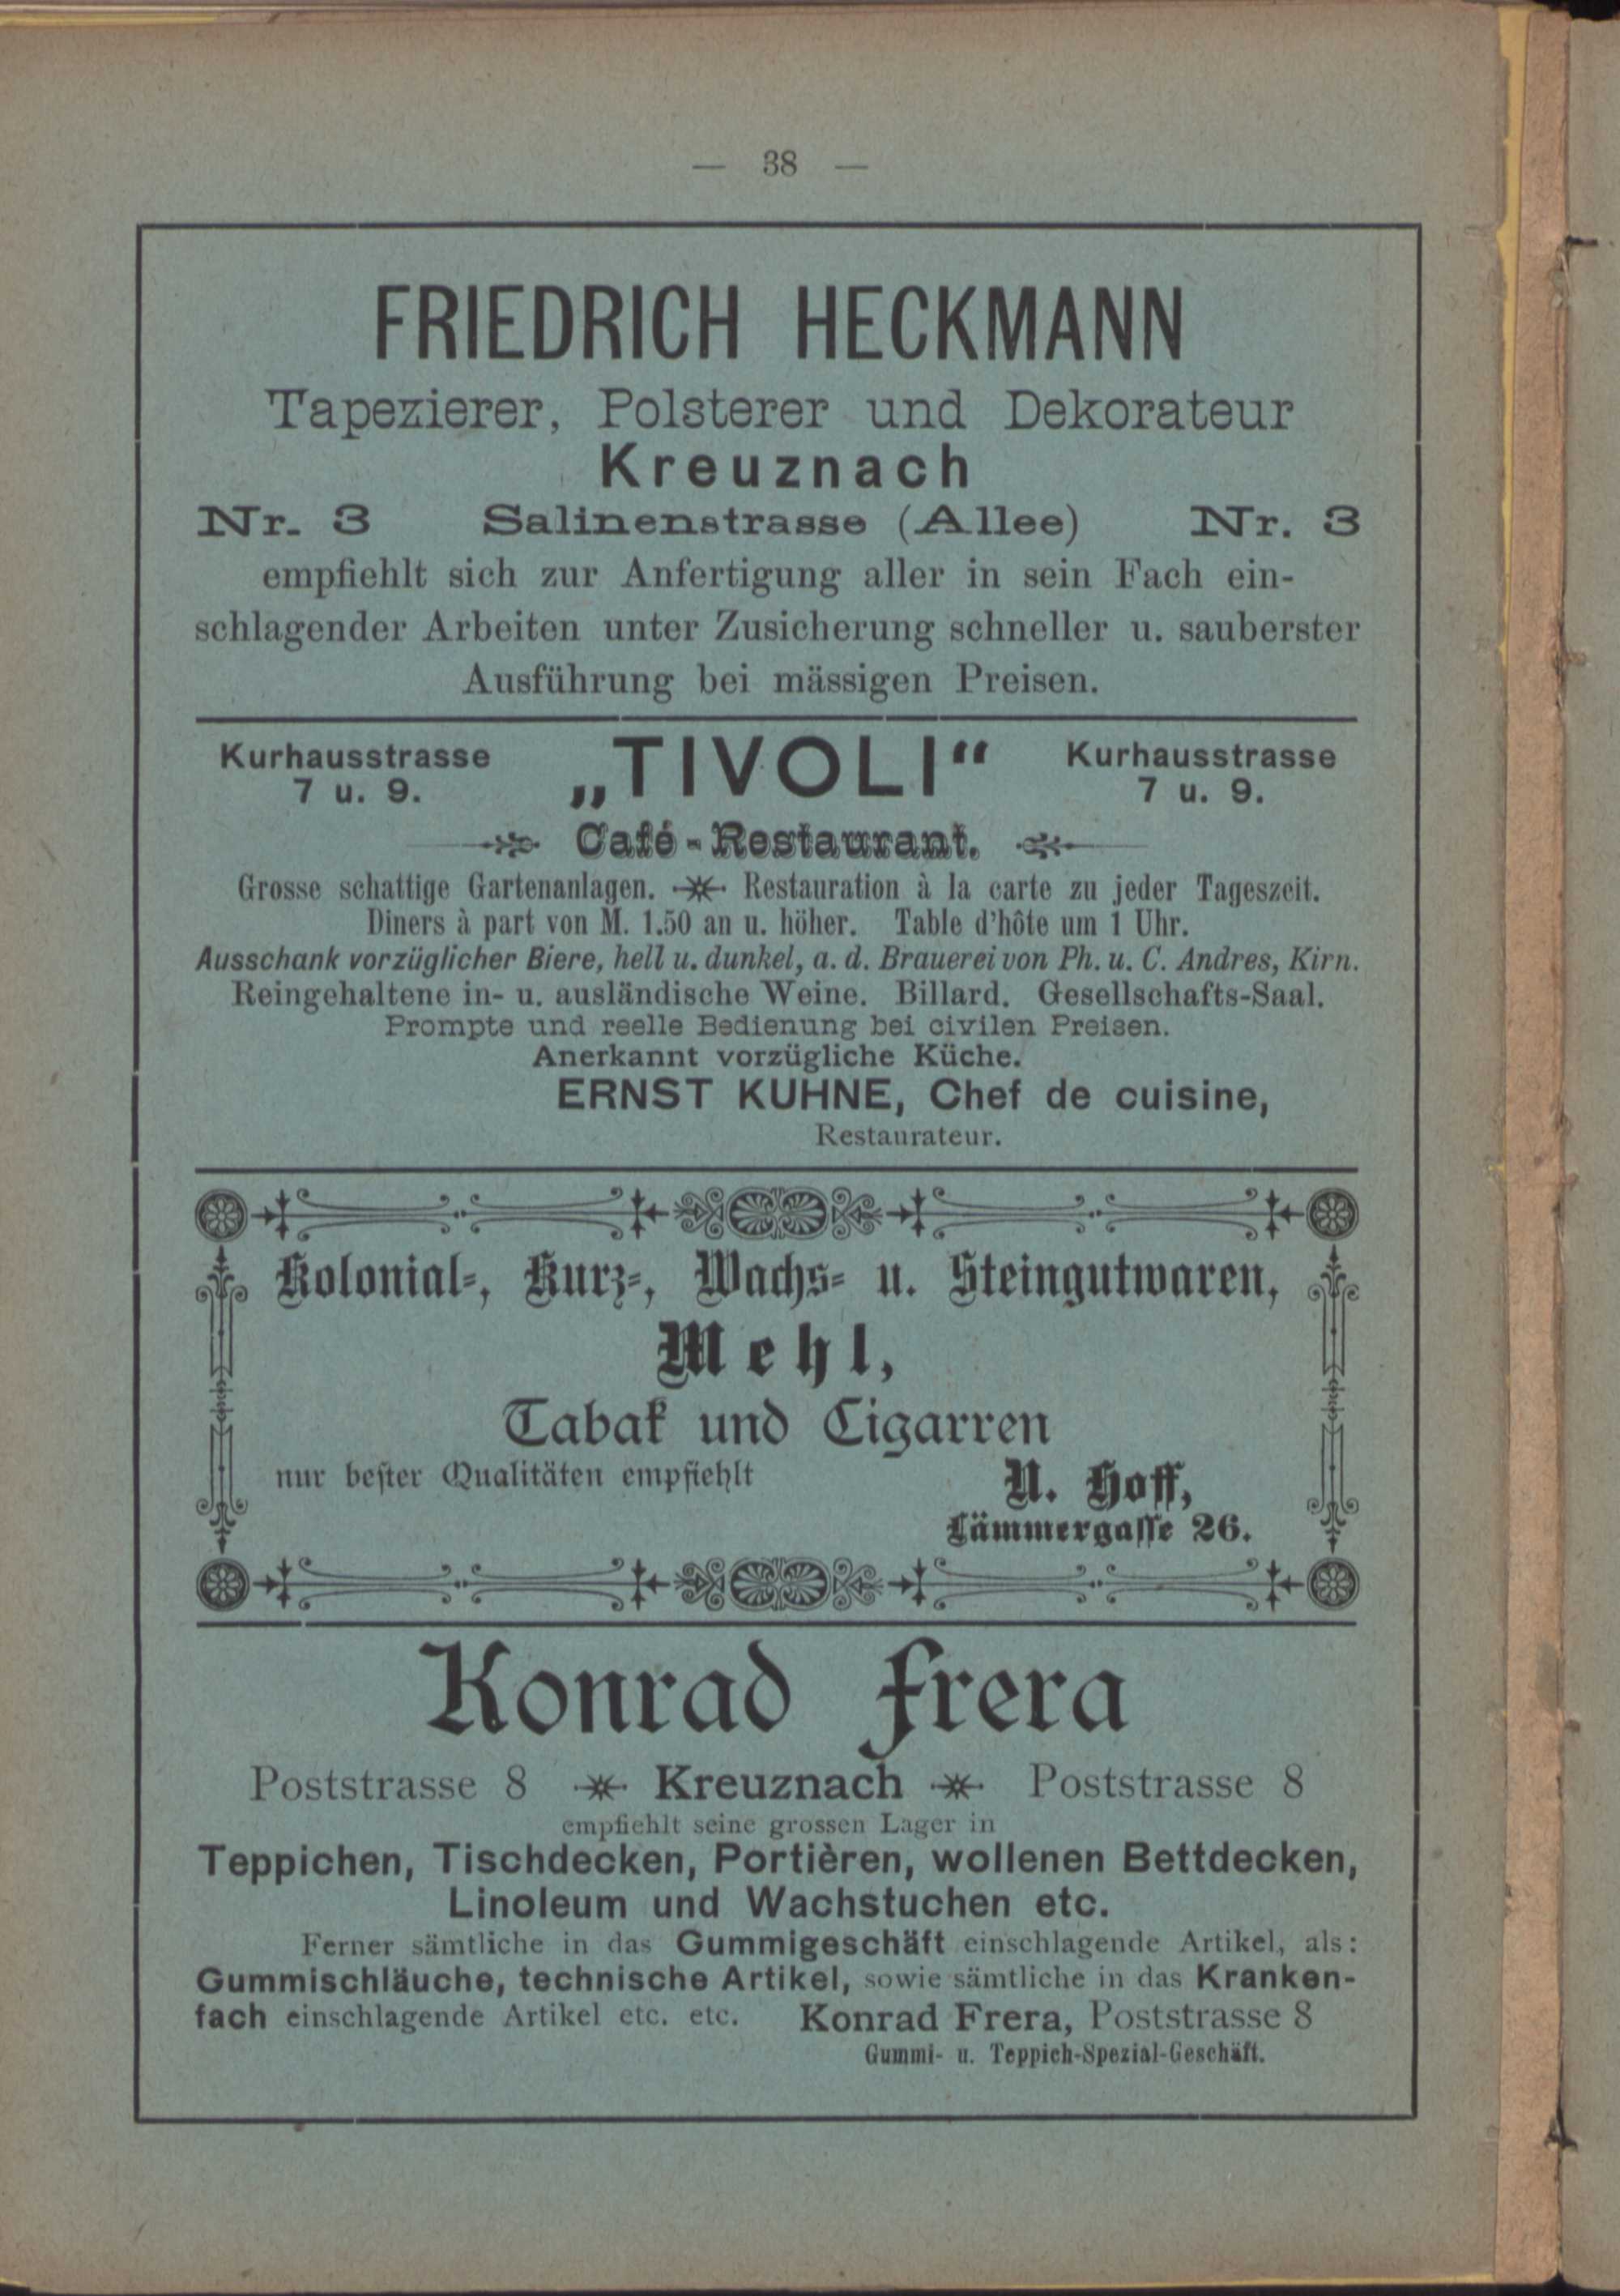 — 38 —
FRIEDRICH HECKMANN
Tapezierer, Polsterer und Dekorateur
Kreuznach
Nr. 3 Salinenstrasse (Allee) Nr. 3
empfiehlt sich zur Anfertigung aller in sein Fach ein-
schlagender Arbeiten unter Zusicherung schneller u. sauberster
Ausführung bei mässigen Preisen.
Kurhausstrasse „TIVOLI“ Kurhausstrasse
7 u. 9. 7 u. 9.
Café-Restaurant.
Grosse schattige Gartenanlagen. Restauration à la carte zu jeder Tageszeit.
Diners à part von M. 1.50 an u. höher. Table d'hôte um 1 Uhr.
Ausschank vorzüglicher Biere, hell u. dunkel, a. d. Brauerei von Ph. u. C. Andres, Kirn.
Reingehaltene in- u. ausländische Weine. Billard. Gesellschafts-Saal.
Prompte und reelle Bedienung bei civilen Preisen.
Anerkannt vorzügliche Küche.
ERNST KUHNE, Chef de cuisine,
Restaurateur.
Kolonial-, Kurz-, Wachs- u. Steingutwaren,
Mehl,
Tabak und Cigarren
nur bester Qualitäten empfiehlt
Hoff,
Lämmergasse 26.
Konrad Frera
Poststrasse 8 Kreuznach Poststrasse 8
empfiehlt seine grossen Lager in
Teppichen, Tischdecken, Portièren, wollenen Bettdecken,
Linoleum und Wachstuchen etc.
Ferner sämtliche in das Gummigeschäft einschlagende Artikel, als:
Gummischläuche, technische Artikel, sowie sämtliche in das Kranken-
fach einschlagende Artikel etc. etc. Konrad Frera, Poststrasse 8
Gummi- u. Teppich-Spezial-Geschäft.